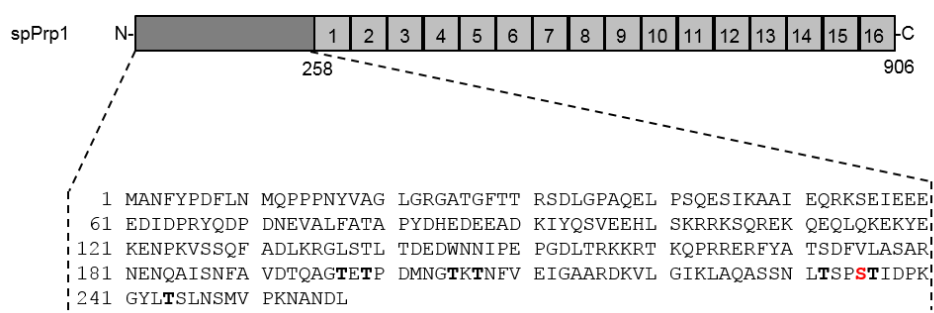 spPrp1 N- 1 2 3 4 5 6 7 8 9 10 11 12 13 14 15 16 -C
258 906
1 MANFYPDFLN MQPPPNYVAG LGRGATGFTT RSDLGPAQEL PSQESIKAAI EQRKSEIEEE
61 EDIDPRYQDP DNEVALFATA PYDHEDEEAD KIYQSVEEHL SKRRKSQREK QEQLQKEKYE
121 KENPKVSSQF ADLKRGLSTL TDEDWNNIPE PGDLTRKKRT KQPRRERFYA TSDFVLASAR
181 NENQAISNFA VDTQAGTETP DMNGTKTNFV EIGAARDKVL GIKLAQASSN LTSPSTIDPK
241 GYLTSLNSMV PKNANDL